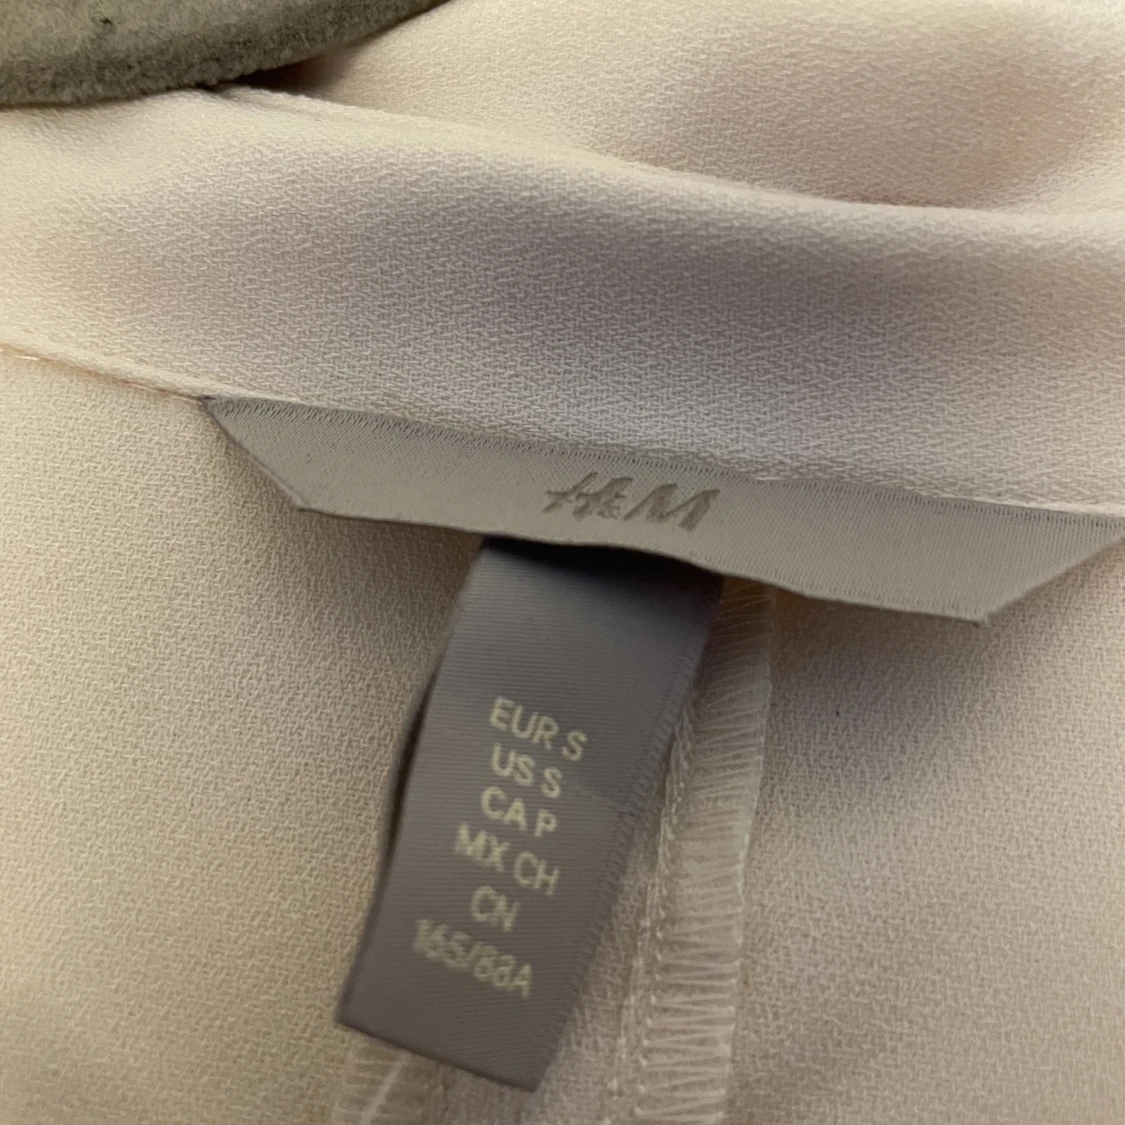 H&M
EUR S
US S
CA P
MX CH
CN
165/88A